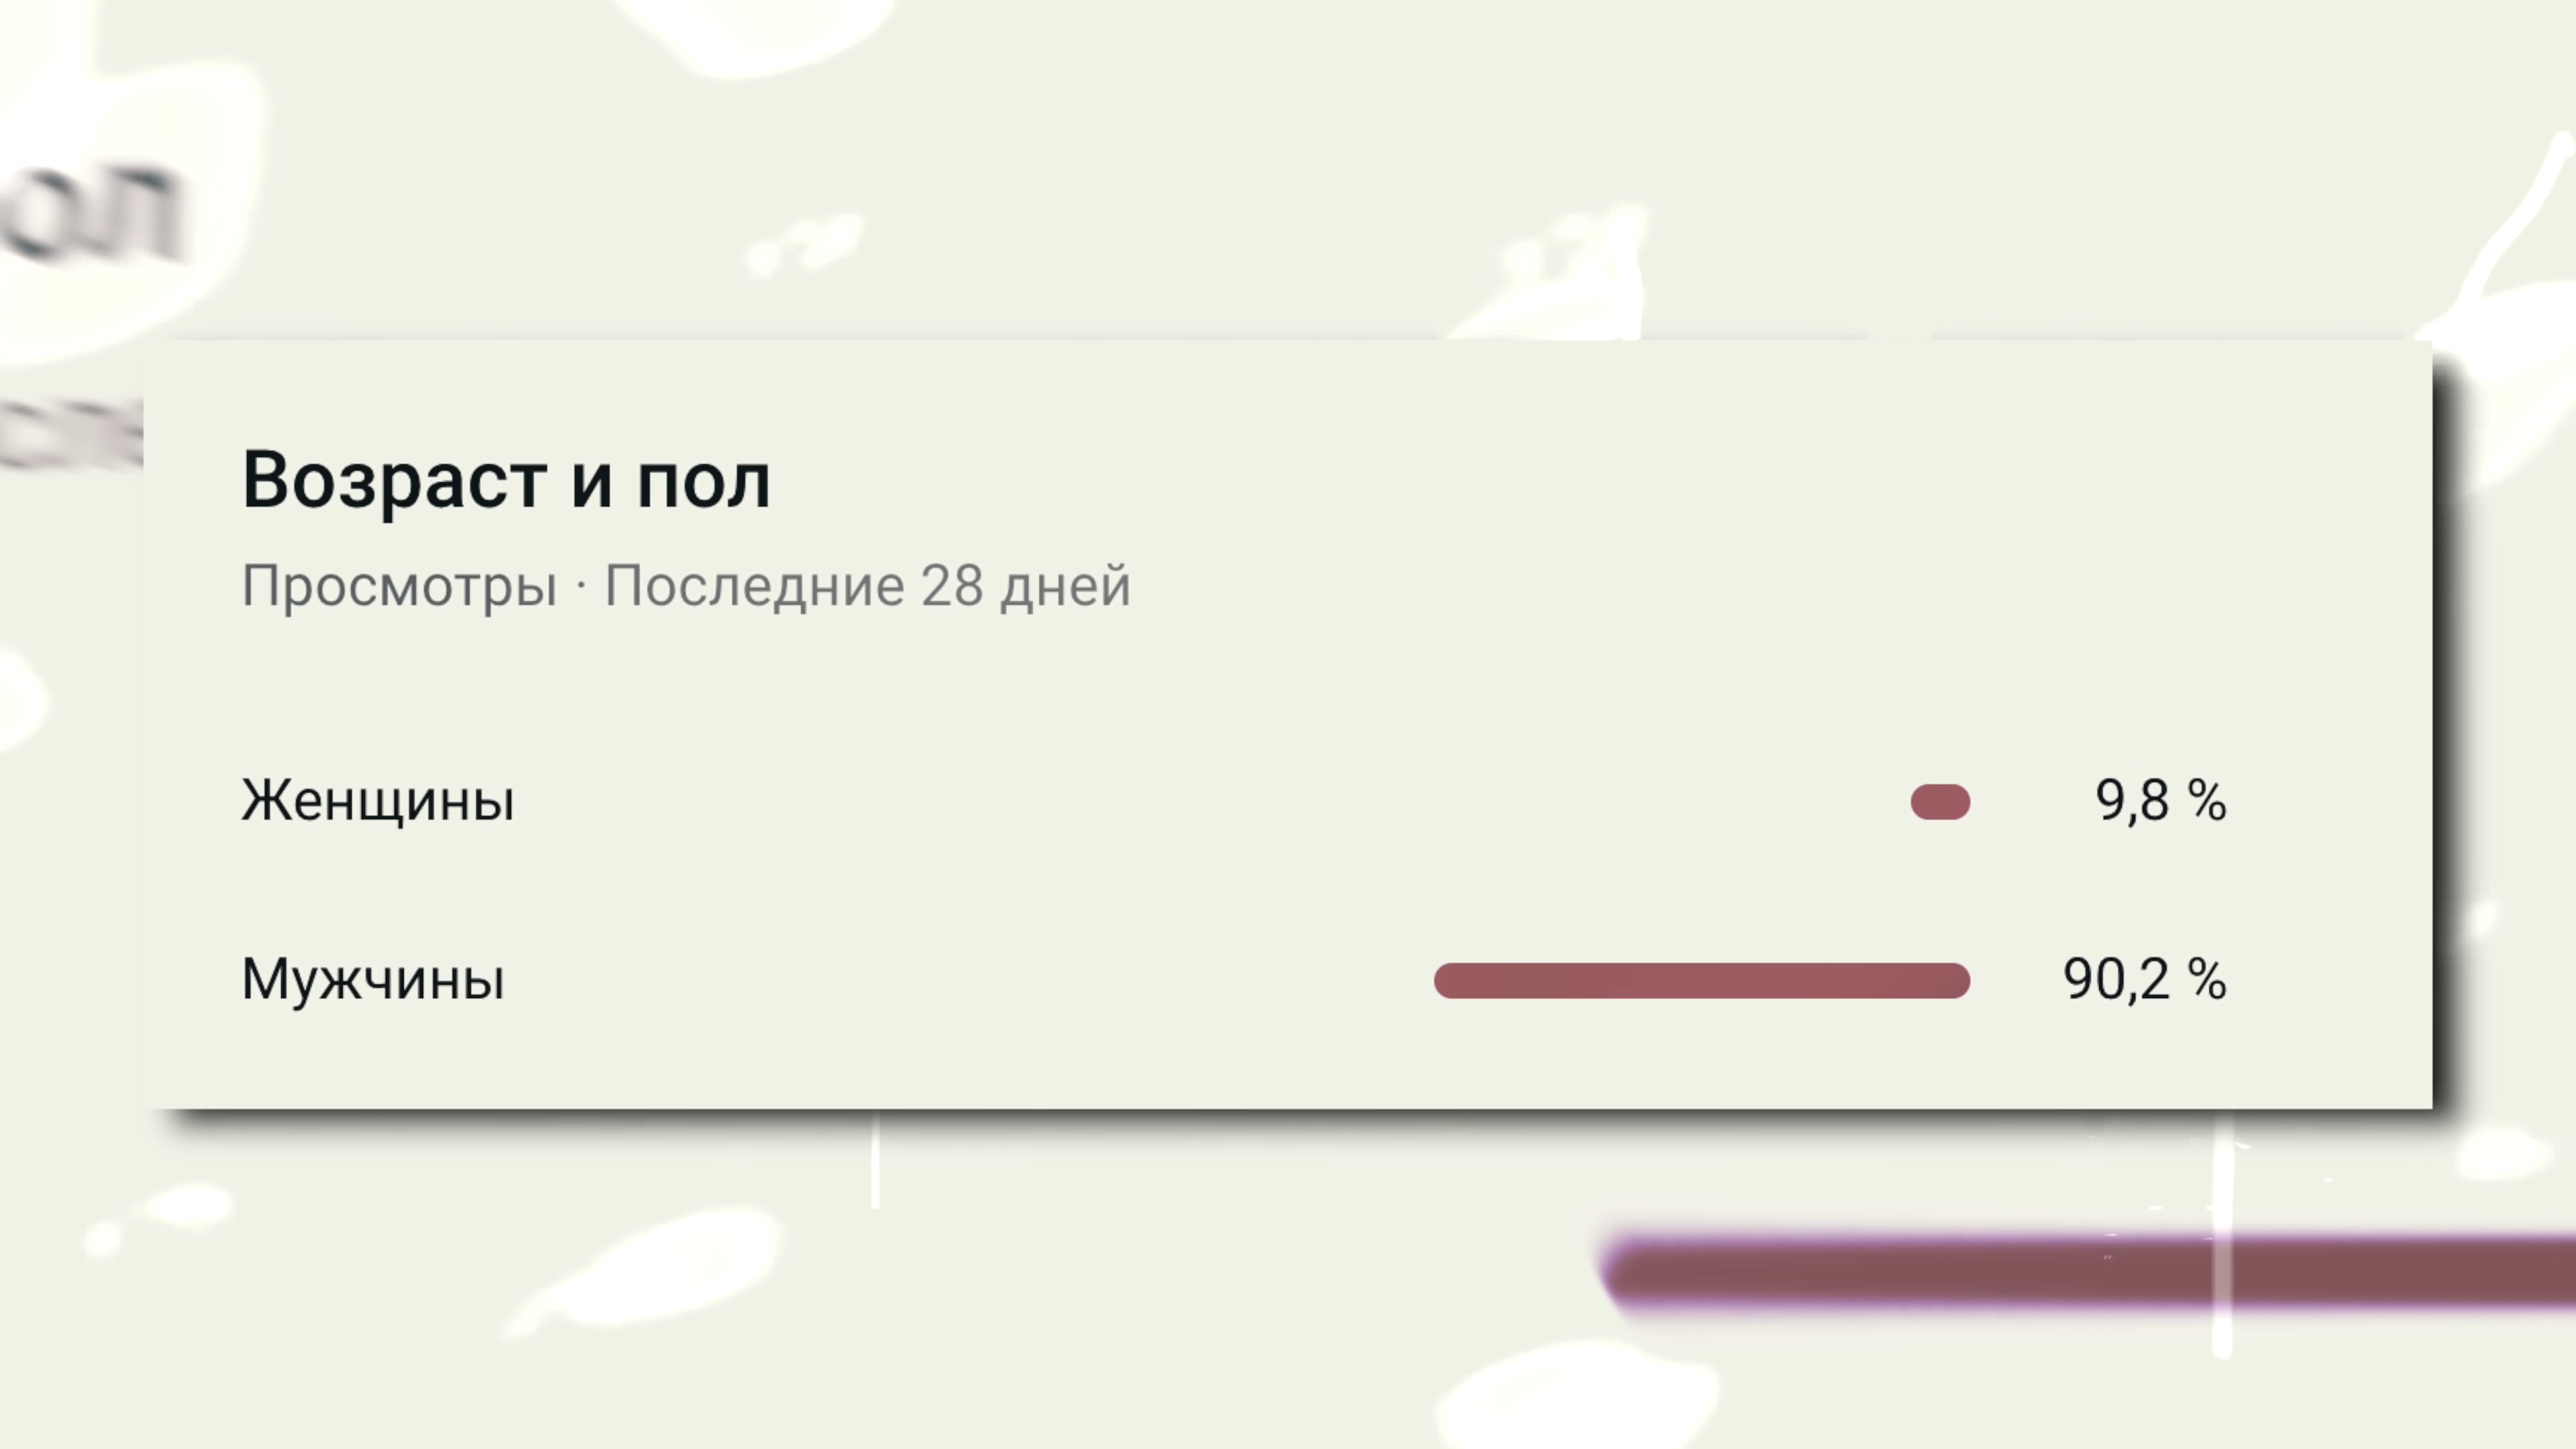 Возраст и пол
Просмотры · Последние 28 дней
Женщины 9,8 %
Мужчины 90,2 %